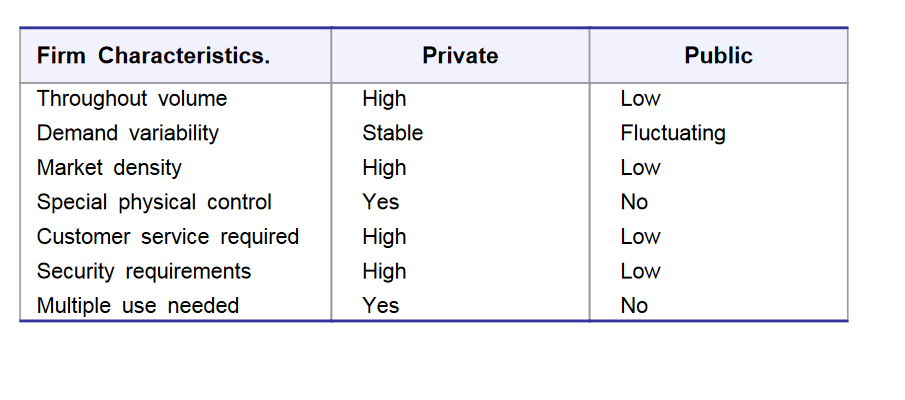 Firm Characteristics. Private Public
Throughout volume High Low
Demand variability Stable Fluctuating
Market density High Low
Special physical control Yes No
Customer service required High Low
Security requirements High Low
Multiple use needed Yes No